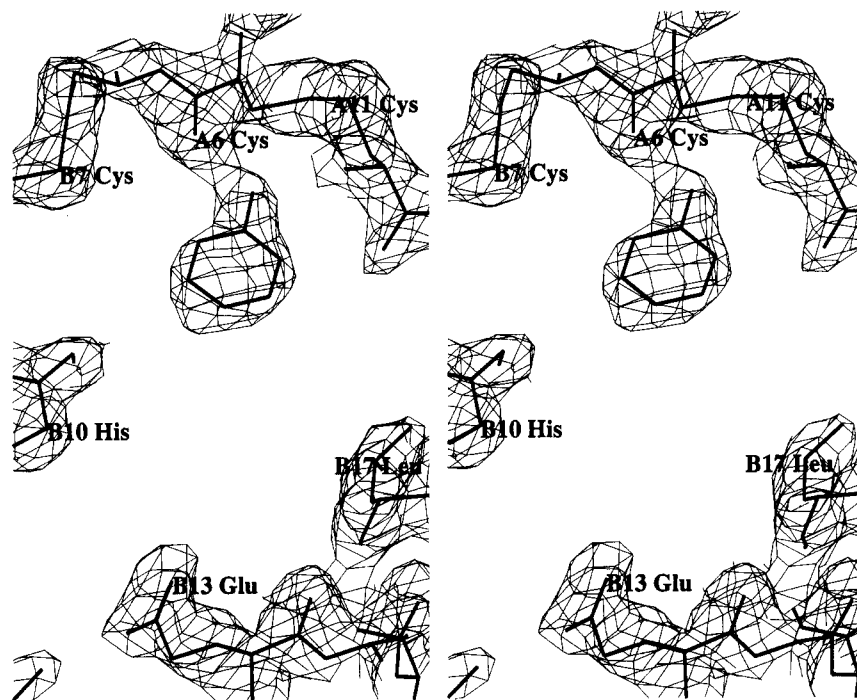 A11 Cys
A6 Cys
B7 Cys
B10 His
B17 Leu
B13 Glu
A11 Cys
A6 Cys
B7 Cys
B10 His
B17 Leu
B13 Glu